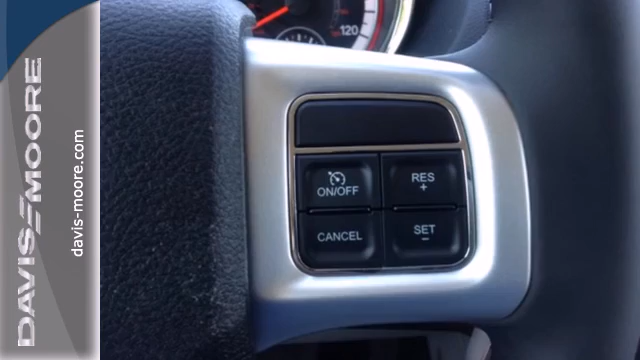 DAVIS-MOORE
davis-moore.com
120
ON/OFF
RES
+
CANCEL
SET
–